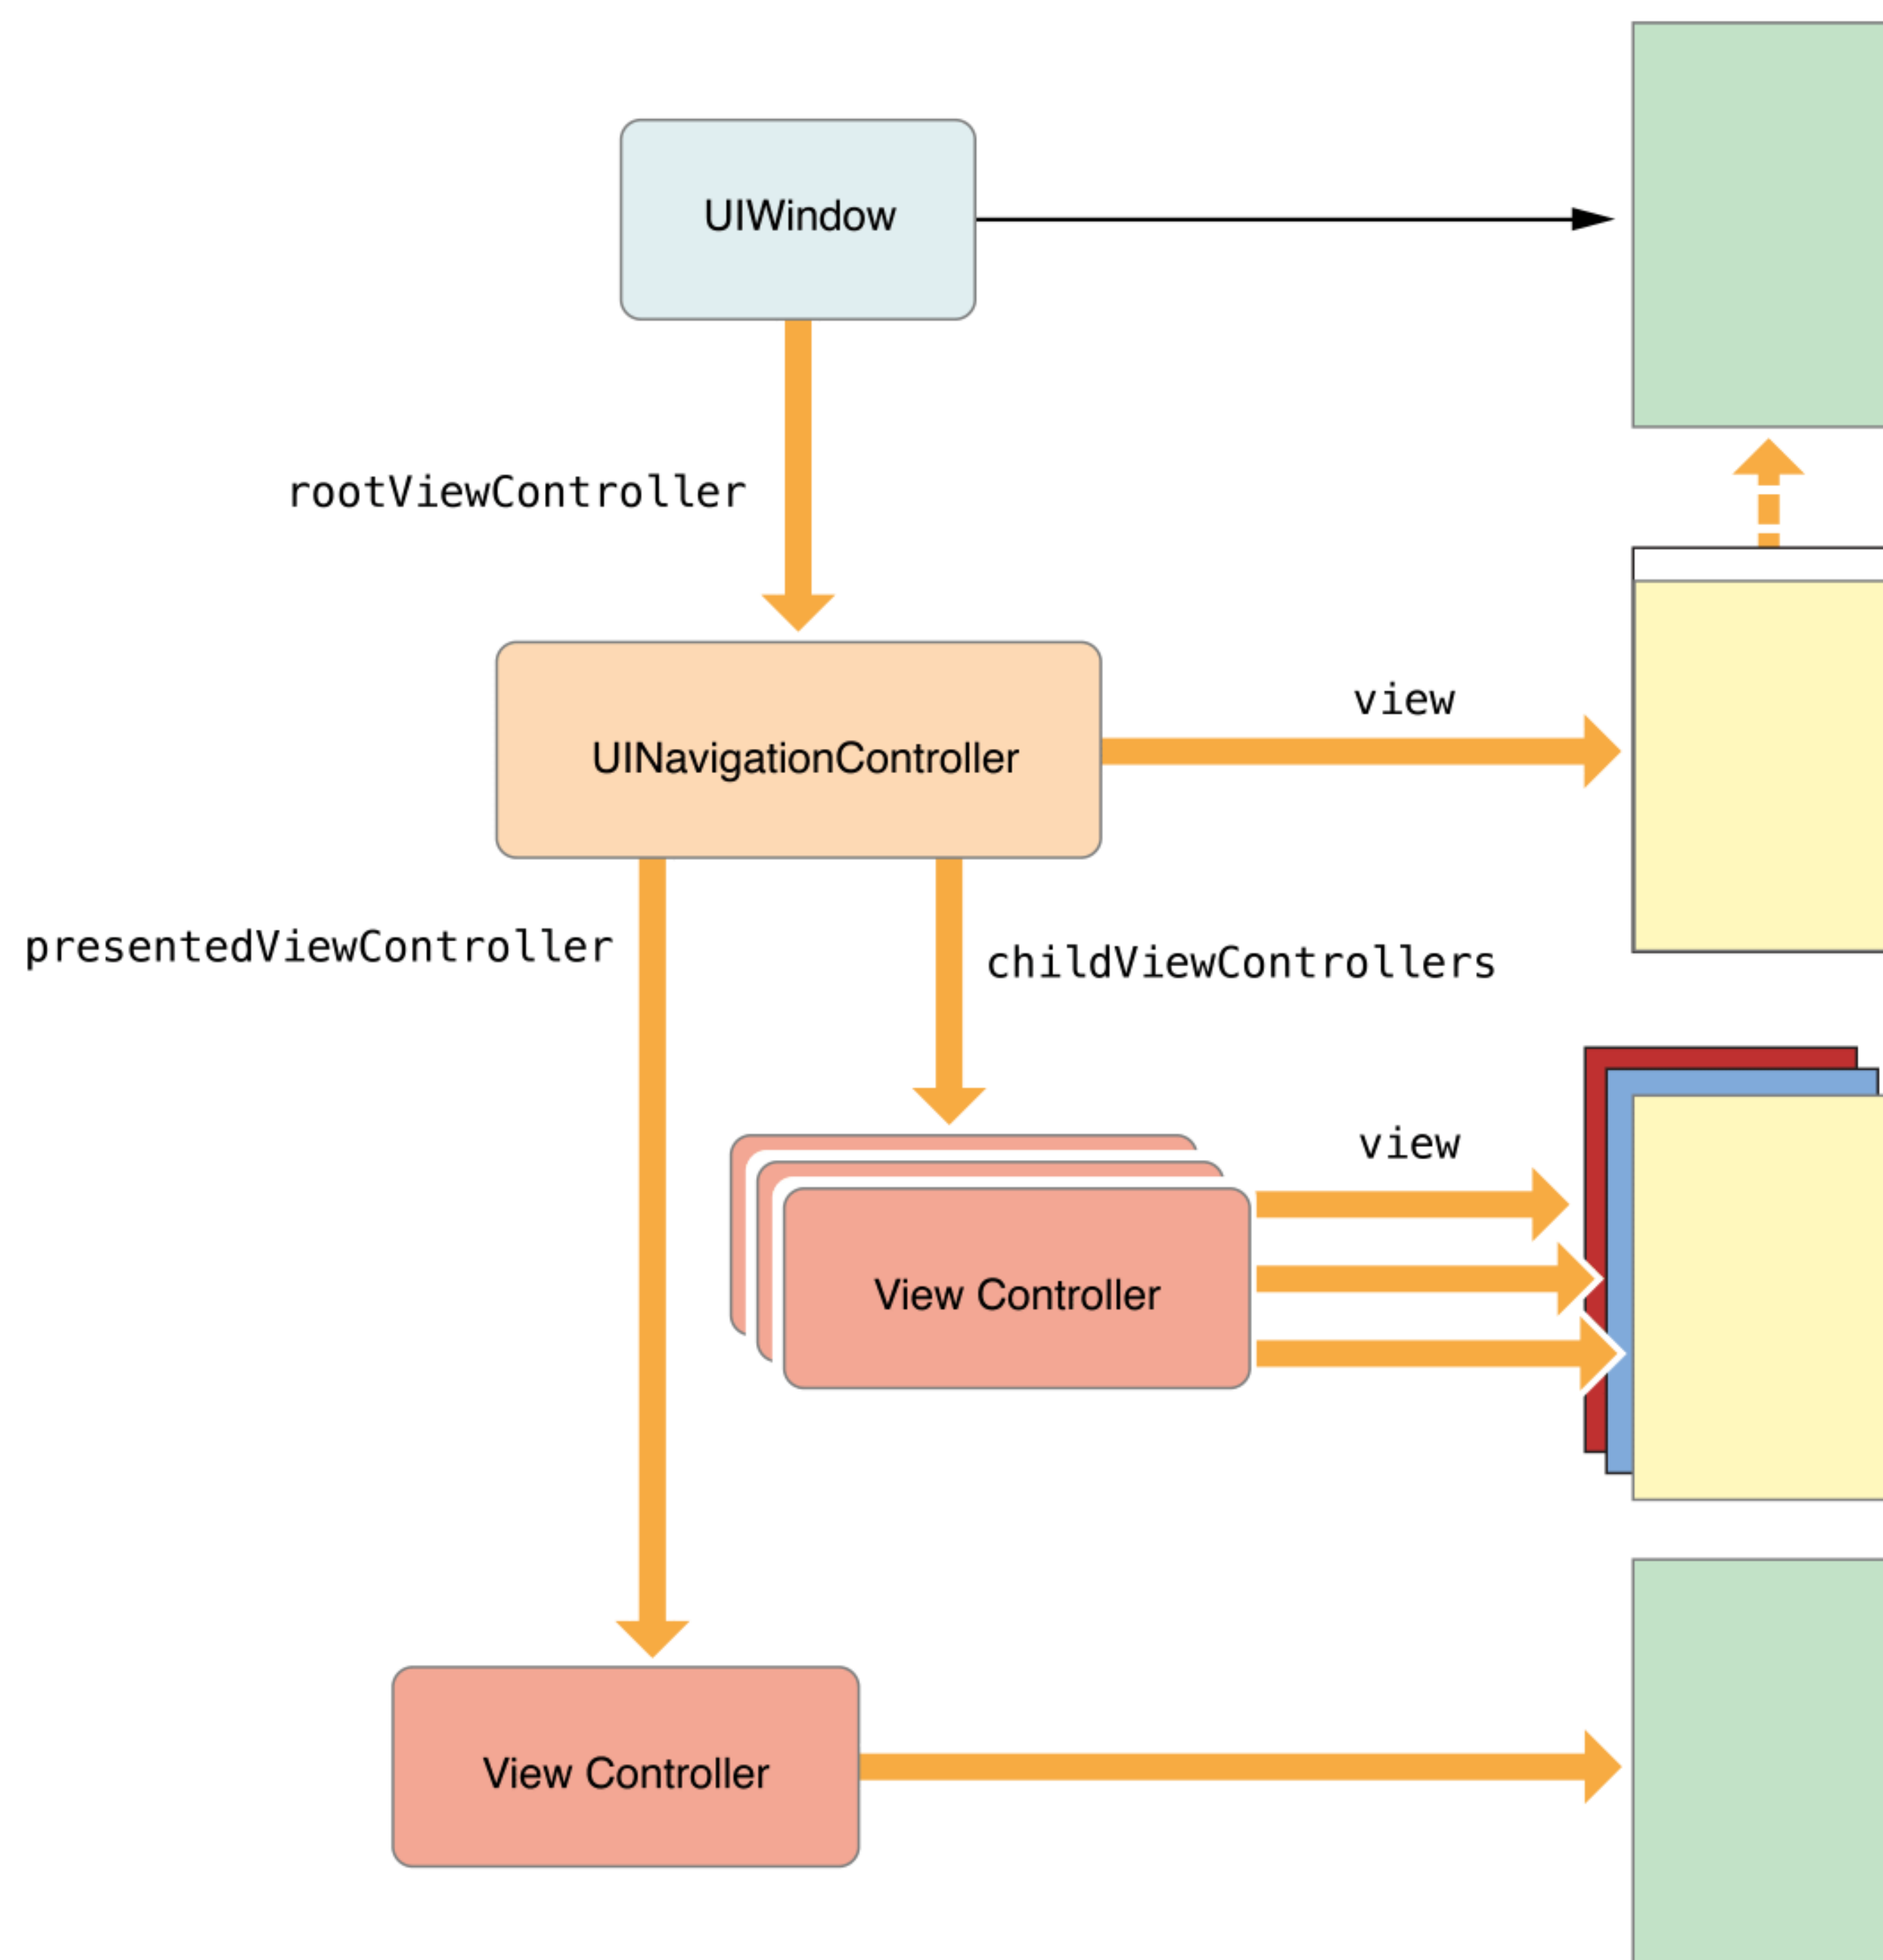 UIWindow
rootViewController
view
UINavigationController
presentedViewController
childViewControllers
view
View Controller
View Controller